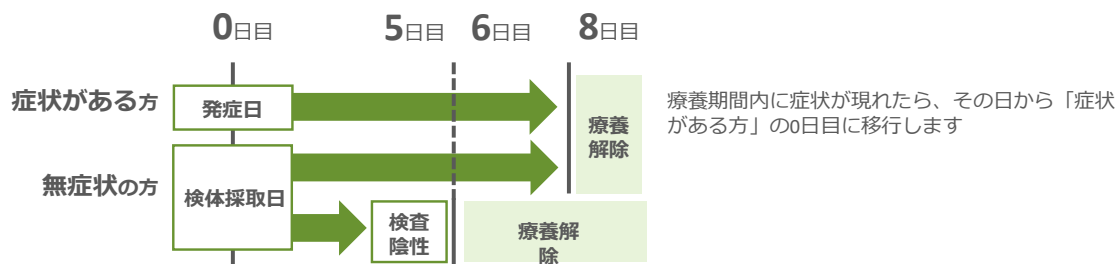 0日目 5日目 6日目 8日目
症状がある方
発症日
療養期間内に症状が現れたら、その日から「症状
がある方」の0日目に移行します
療養
解除
無症状の方
検体採取日
検査
陰性
療養解
除